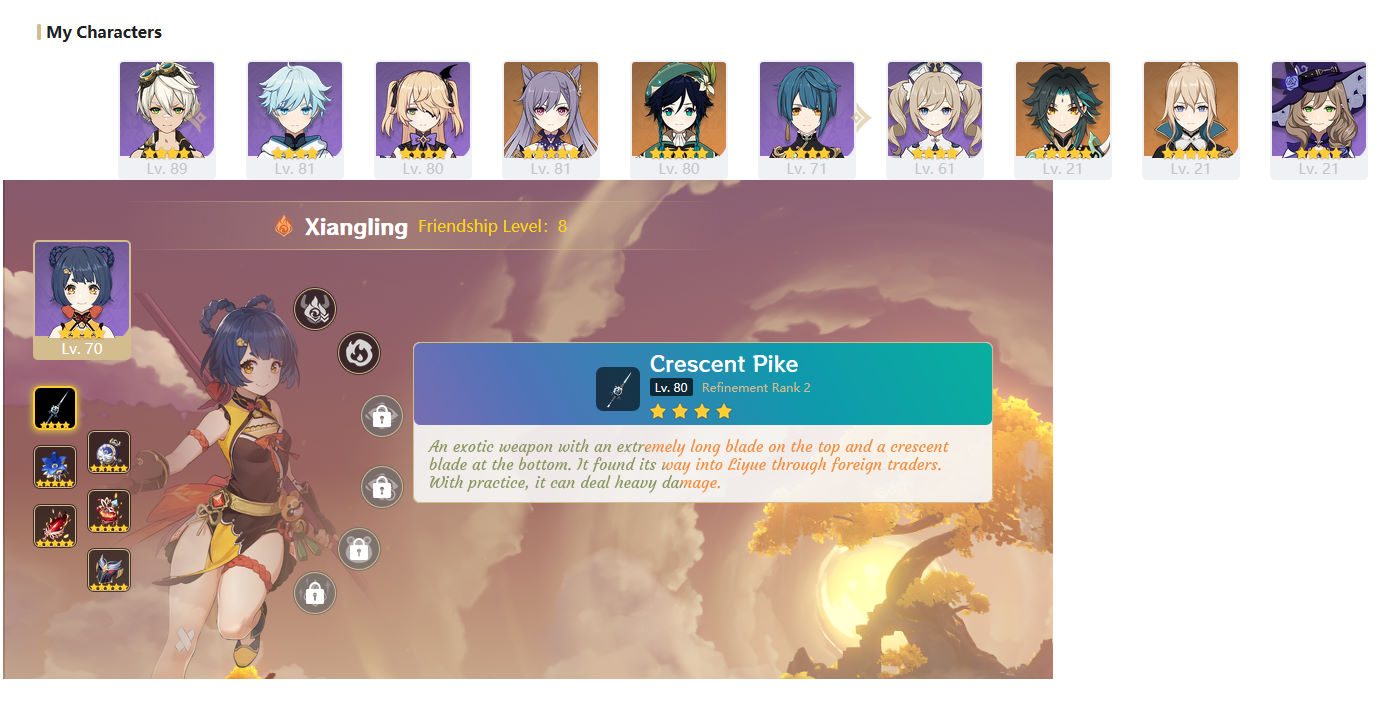 My Characters
Lv. 89 Lv. 81 Lv. 80 Lv. 81 Lv. 80 Lv. 71 Lv. 61 Lv. 21 Lv. 21 Lv. 21
Xiangling Friendship Level: 8
Lv. 70
Crescent Pike
Lv. 80 Refinement Rank 2
An exotic weapon with an extremely long blade on the top and a crescent
blade at the bottom. It found its way into Liyue through foreign traders.
With practice, it can deal heavy damage.